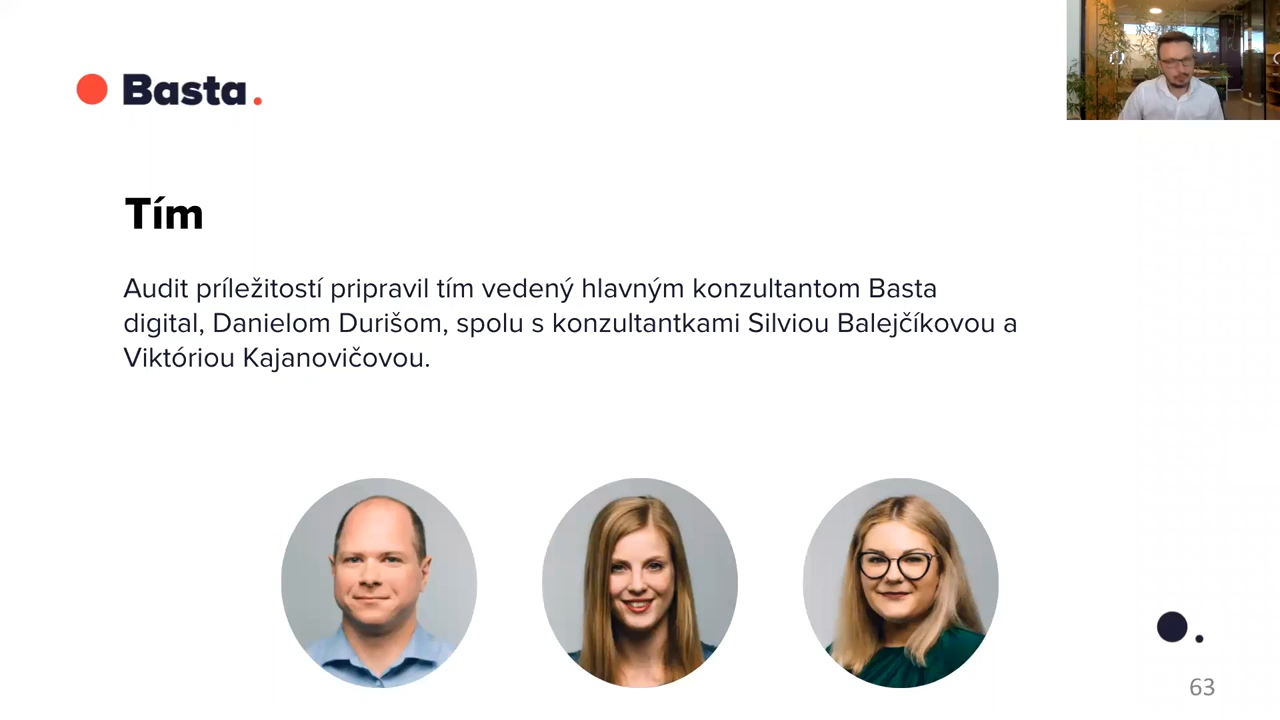 Basta.
Tím
Audit príležitostí pripravil tím vedený hlavným konzultantom Basta
digital, Danielom Durišom, spolu s konzultantkami Silviou Balejčíkovou a
Viktóriou Kajanovičovou.
63